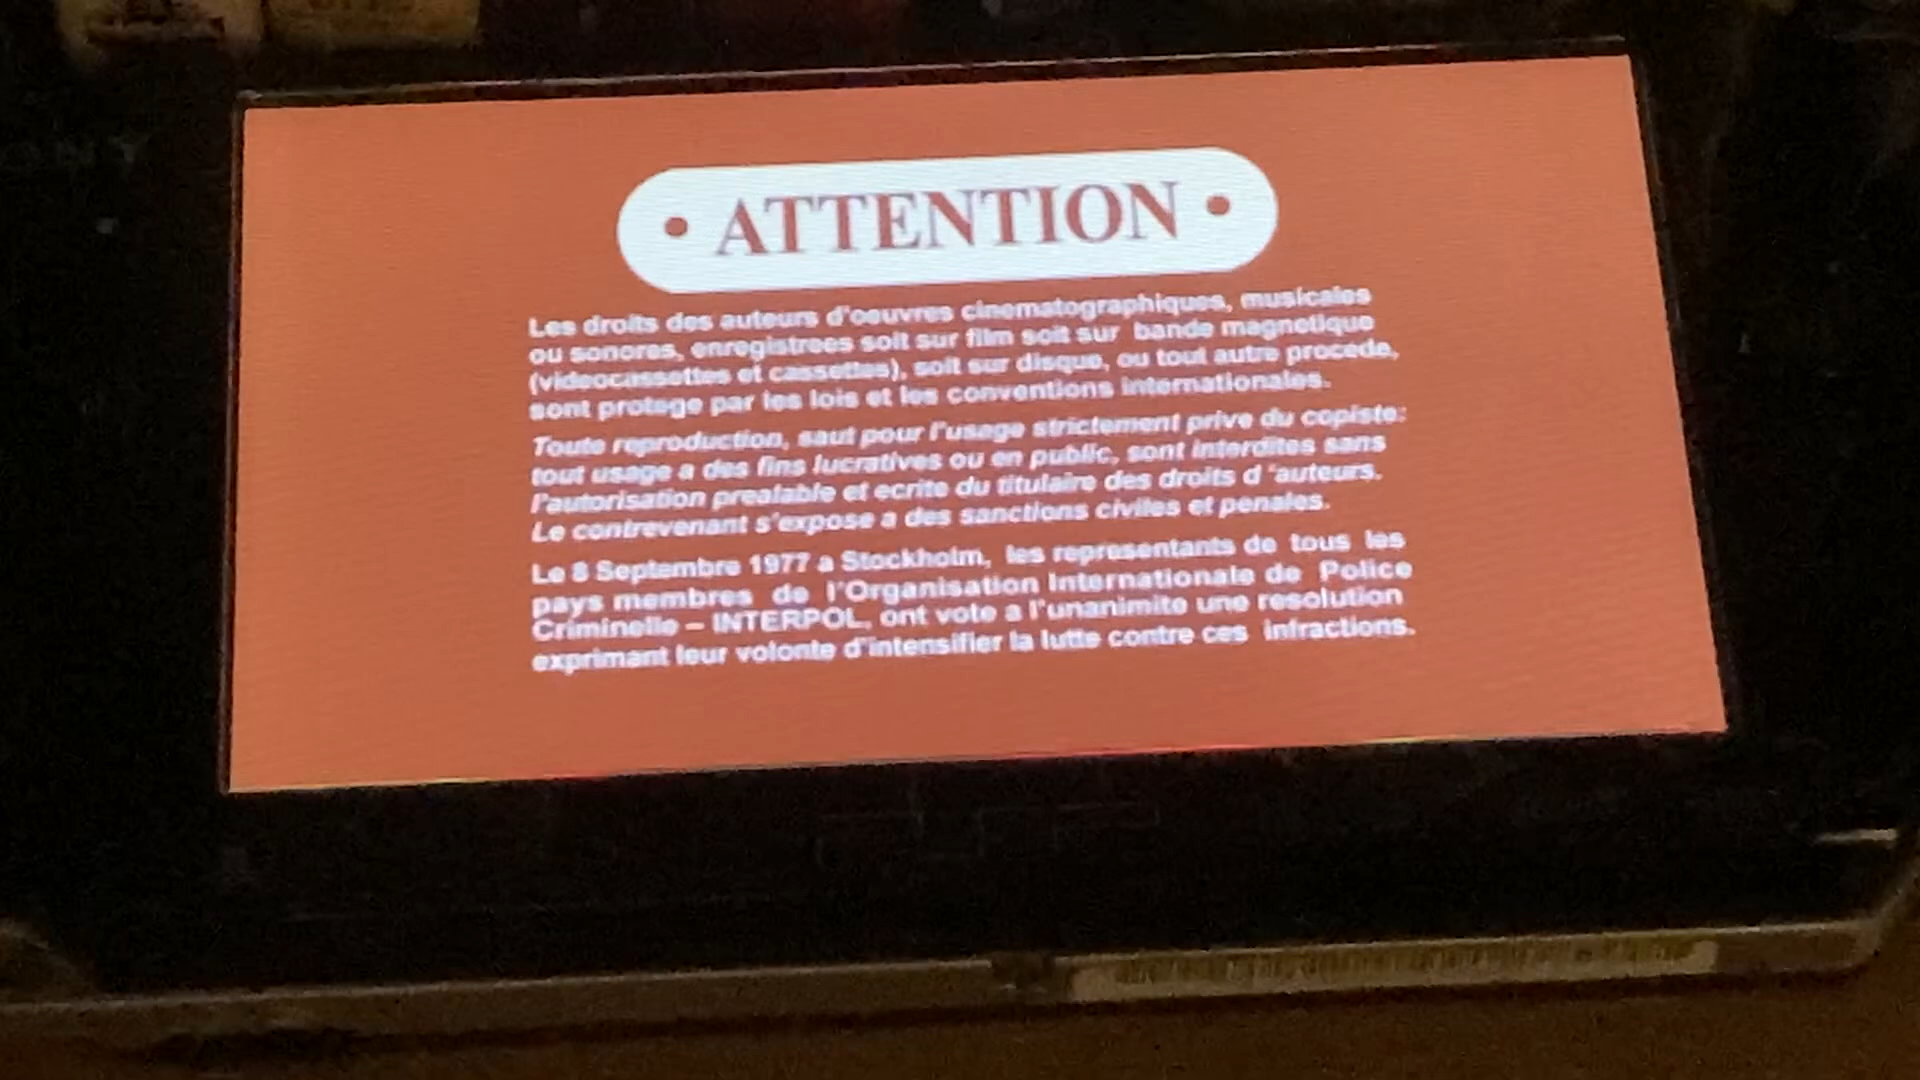 • ATTENTION •
Les droits des auteurs d'oeuvres cinematographiques, musicales
ou sonores, enregistrees soit sur film soit sur bande magnetique
(videocassettes et cassettes), soit sur disque, ou tout autre procede,
sont protege par les lois et les conventions internationales.
Toute reproduction, sauf pour l'usage strictement prive du copiste:
tout usage a des fins lucratives ou en public, sont interdites sans
l'autorisation prealable et ecrite du titulaire des droits d 'auteurs.
Le contrevenant s'expose a des sanctions civiles et penales.
Le 8 Septembre 1977 a Stockholm, les representants de tous les
pays membres de l'Organisation Internationale de Police
Criminelle – INTERPOL, ont vote a l'unanimite une resolution
exprimant leur volonte d'intensifier la lutte contre ces infractions.